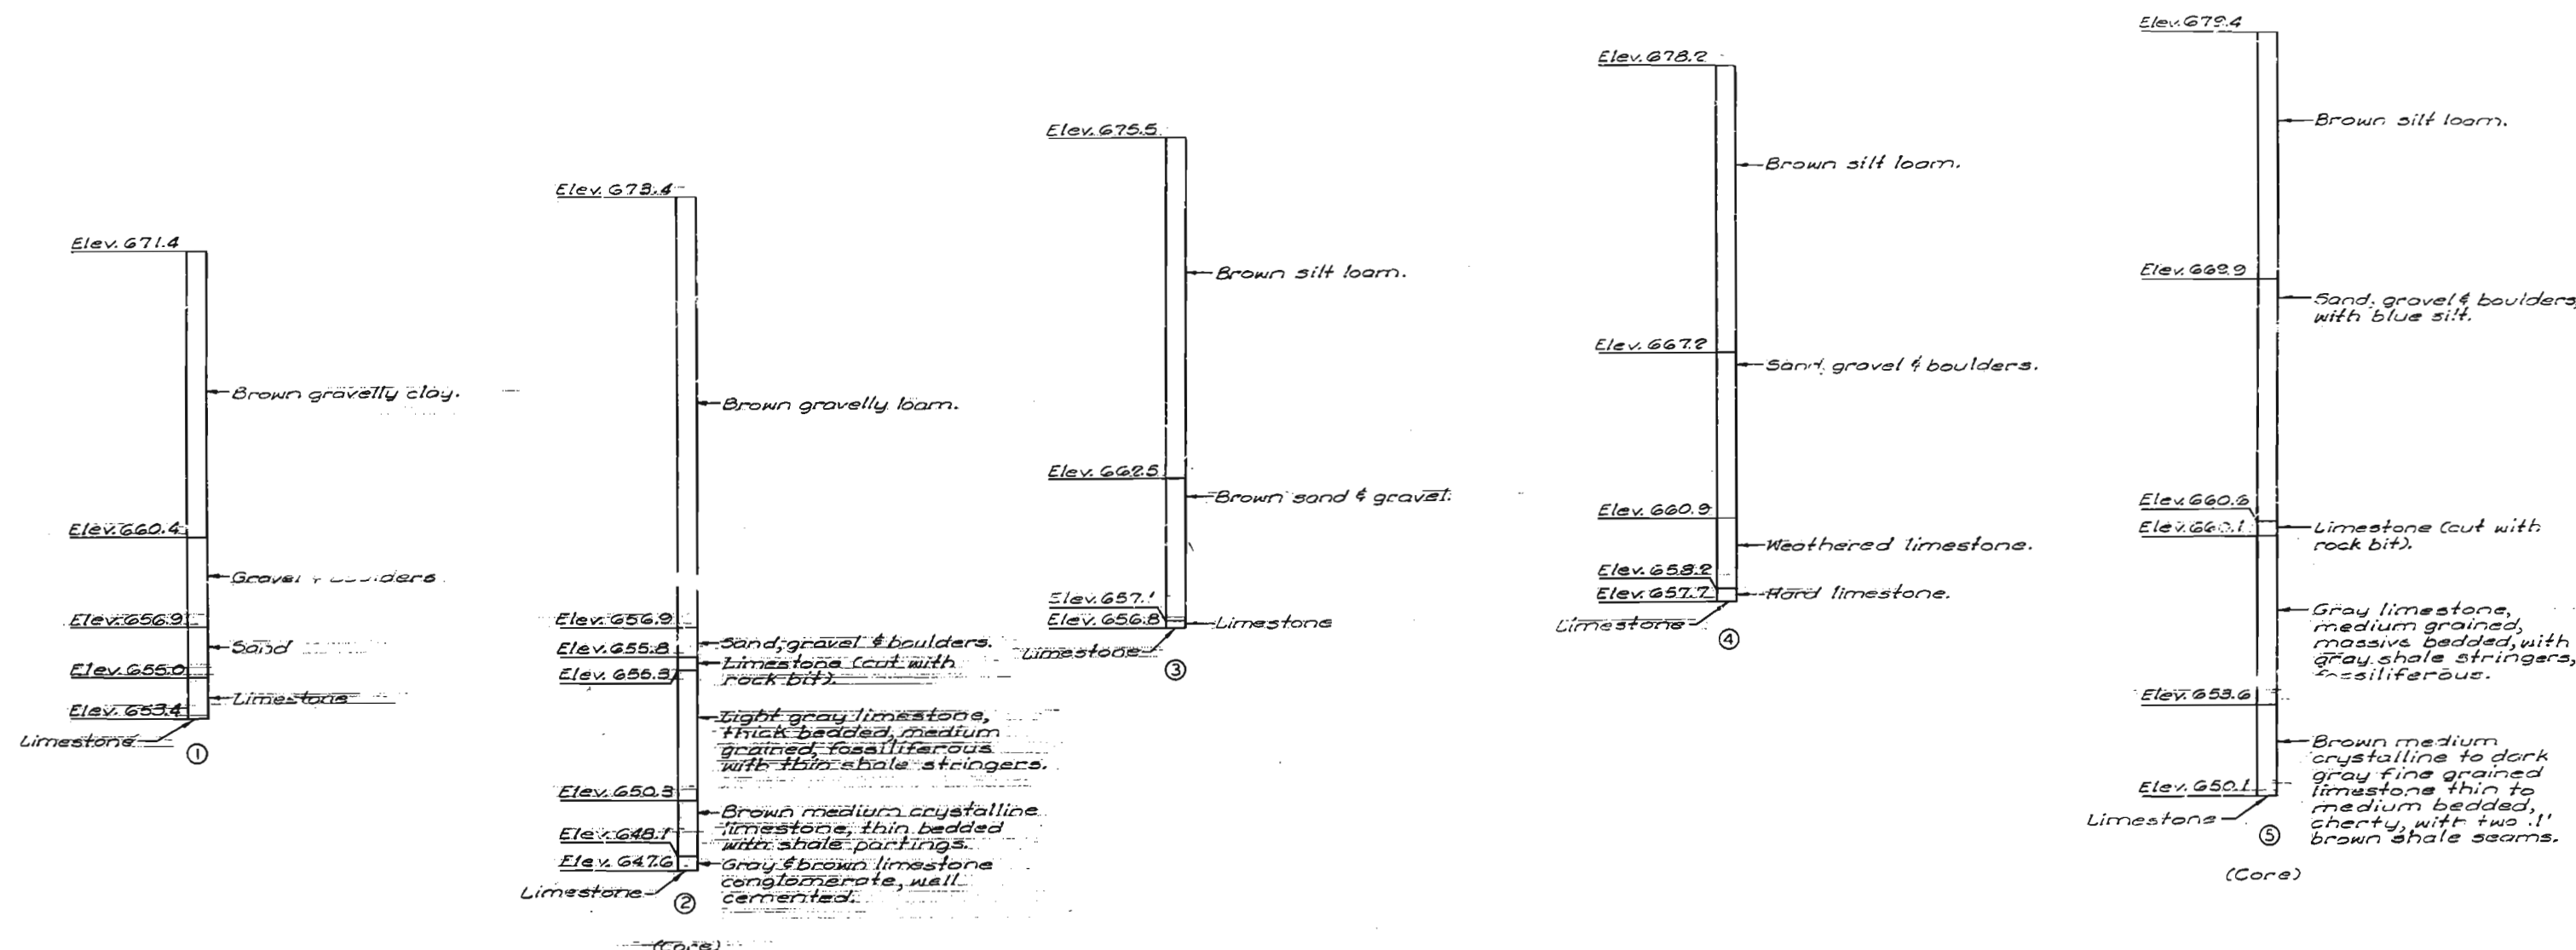 Elev. 671.4
Brown gravelly clay.
Elev. 660.4
Gravel
Elev. 656.9
Sand
Elev. 655.0
Limestone
Elev. 653.4
Limestone
1
Elev. 673.4
Brown gravelly loam.
Elev. 656.9
Sand, gravel & boulders.
Elev. 655.8
Limestone (cut with
rock bit).
Elev. 655.3
Light gray limestone,
thick bedded, medium
grained, fossiliferous
with thin shale stringers.
Elev. 650.3
Brown medium crystalline
limestone, thin bedded
with shale partings.
Elev. 648.1
Elev. 647.6
Gray & brown limestone
conglomerate, well
cemented.
Limestone
2
(Core)
Elev. 675.5
Brown silt loam.
Elev. 662.5
Brown sand & gravel.
Elev. 657.1
Elev. 656.8
Limestone
Limestone
3
Elev. 678.2
Brown silt loam.
Elev. 667.2
Sand, gravel & boulders.
Elev. 660.9
Weathered limestone.
Elev. 658.2
Elev. 657.7
Hard limestone.
Limestone
4
Elev. 679.4
Brown silt loam.
Elev. 669.9
Sand, gravel & boulders,
with blue silt.
Elev. 660.6
Elev. 660.1
Limestone (cut with
rock bit).
Gray limestone,
medium grained,
massive bedded, with
gray shale stringers,
fossiliferous.
Elev. 653.6
Brown medium
crystalline to dark
gray fine grained
limestone thin to
medium bedded,
cherty, with two .1'
brown shale seams.
Elev. 650.1
Limestone
5
(Core)